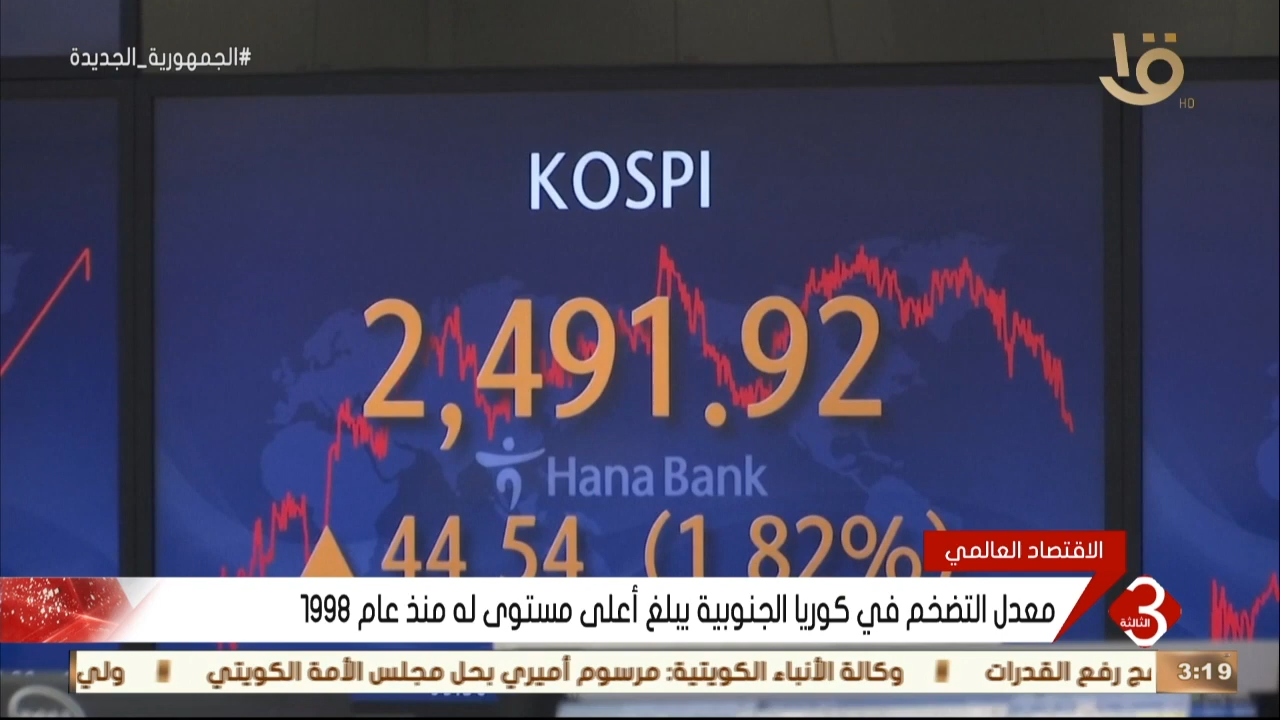 #الجمهورية_الجديدة
HD
KOSPI
2,491.92
Hana Bank
▲ 44.54 (1.82%)
الاقتصاد العالمي
معدل التضخم في كوريا الجنوبية يبلغ أعلى مستوى له منذ عام 1998
3 الثالثة
رفع القدرات
وكالة الأنباء الكويتية: مرسوم أميري بحل مجلس الأمة الكويتي
3:19